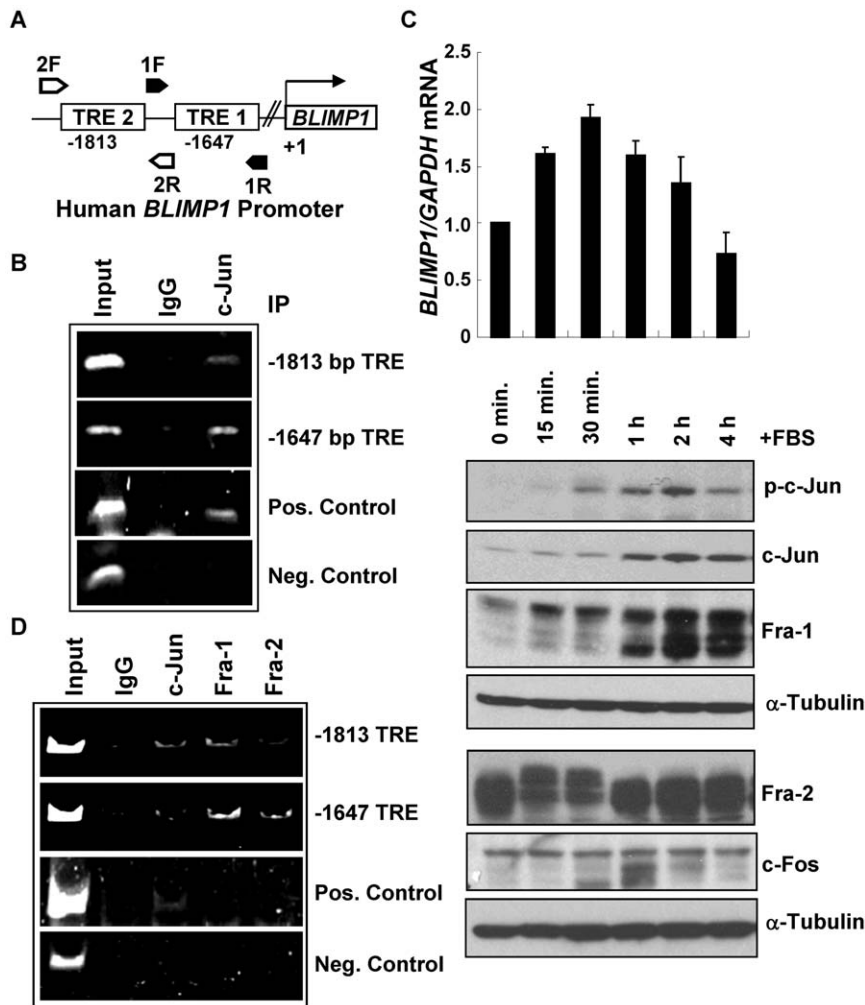 A
2F
1F
TRE 2
TRE 1
BLIMP1
-1813
-1647
+1
2R
1R
Human BLIMP1 Promoter
B
Input
IgG
c-Jun
IP
-1813 bp TRE
-1647 bp TRE
Pos. Control
Neg. Control
C
BLIMP1/GAPDH mRNA
2.5
2.0
1.5
1.0
0.5
0
0 min.
15 min.
30 min.
1 h
2 h
4 h
+FBS
p-c-Jun
c-Jun
Fra-1
α-Tubulin
Fra-2
c-Fos
α-Tubulin
D
Input
IgG
c-Jun
Fra-1
Fra-2
-1813 TRE
-1647 TRE
Pos. Control
Neg. Control